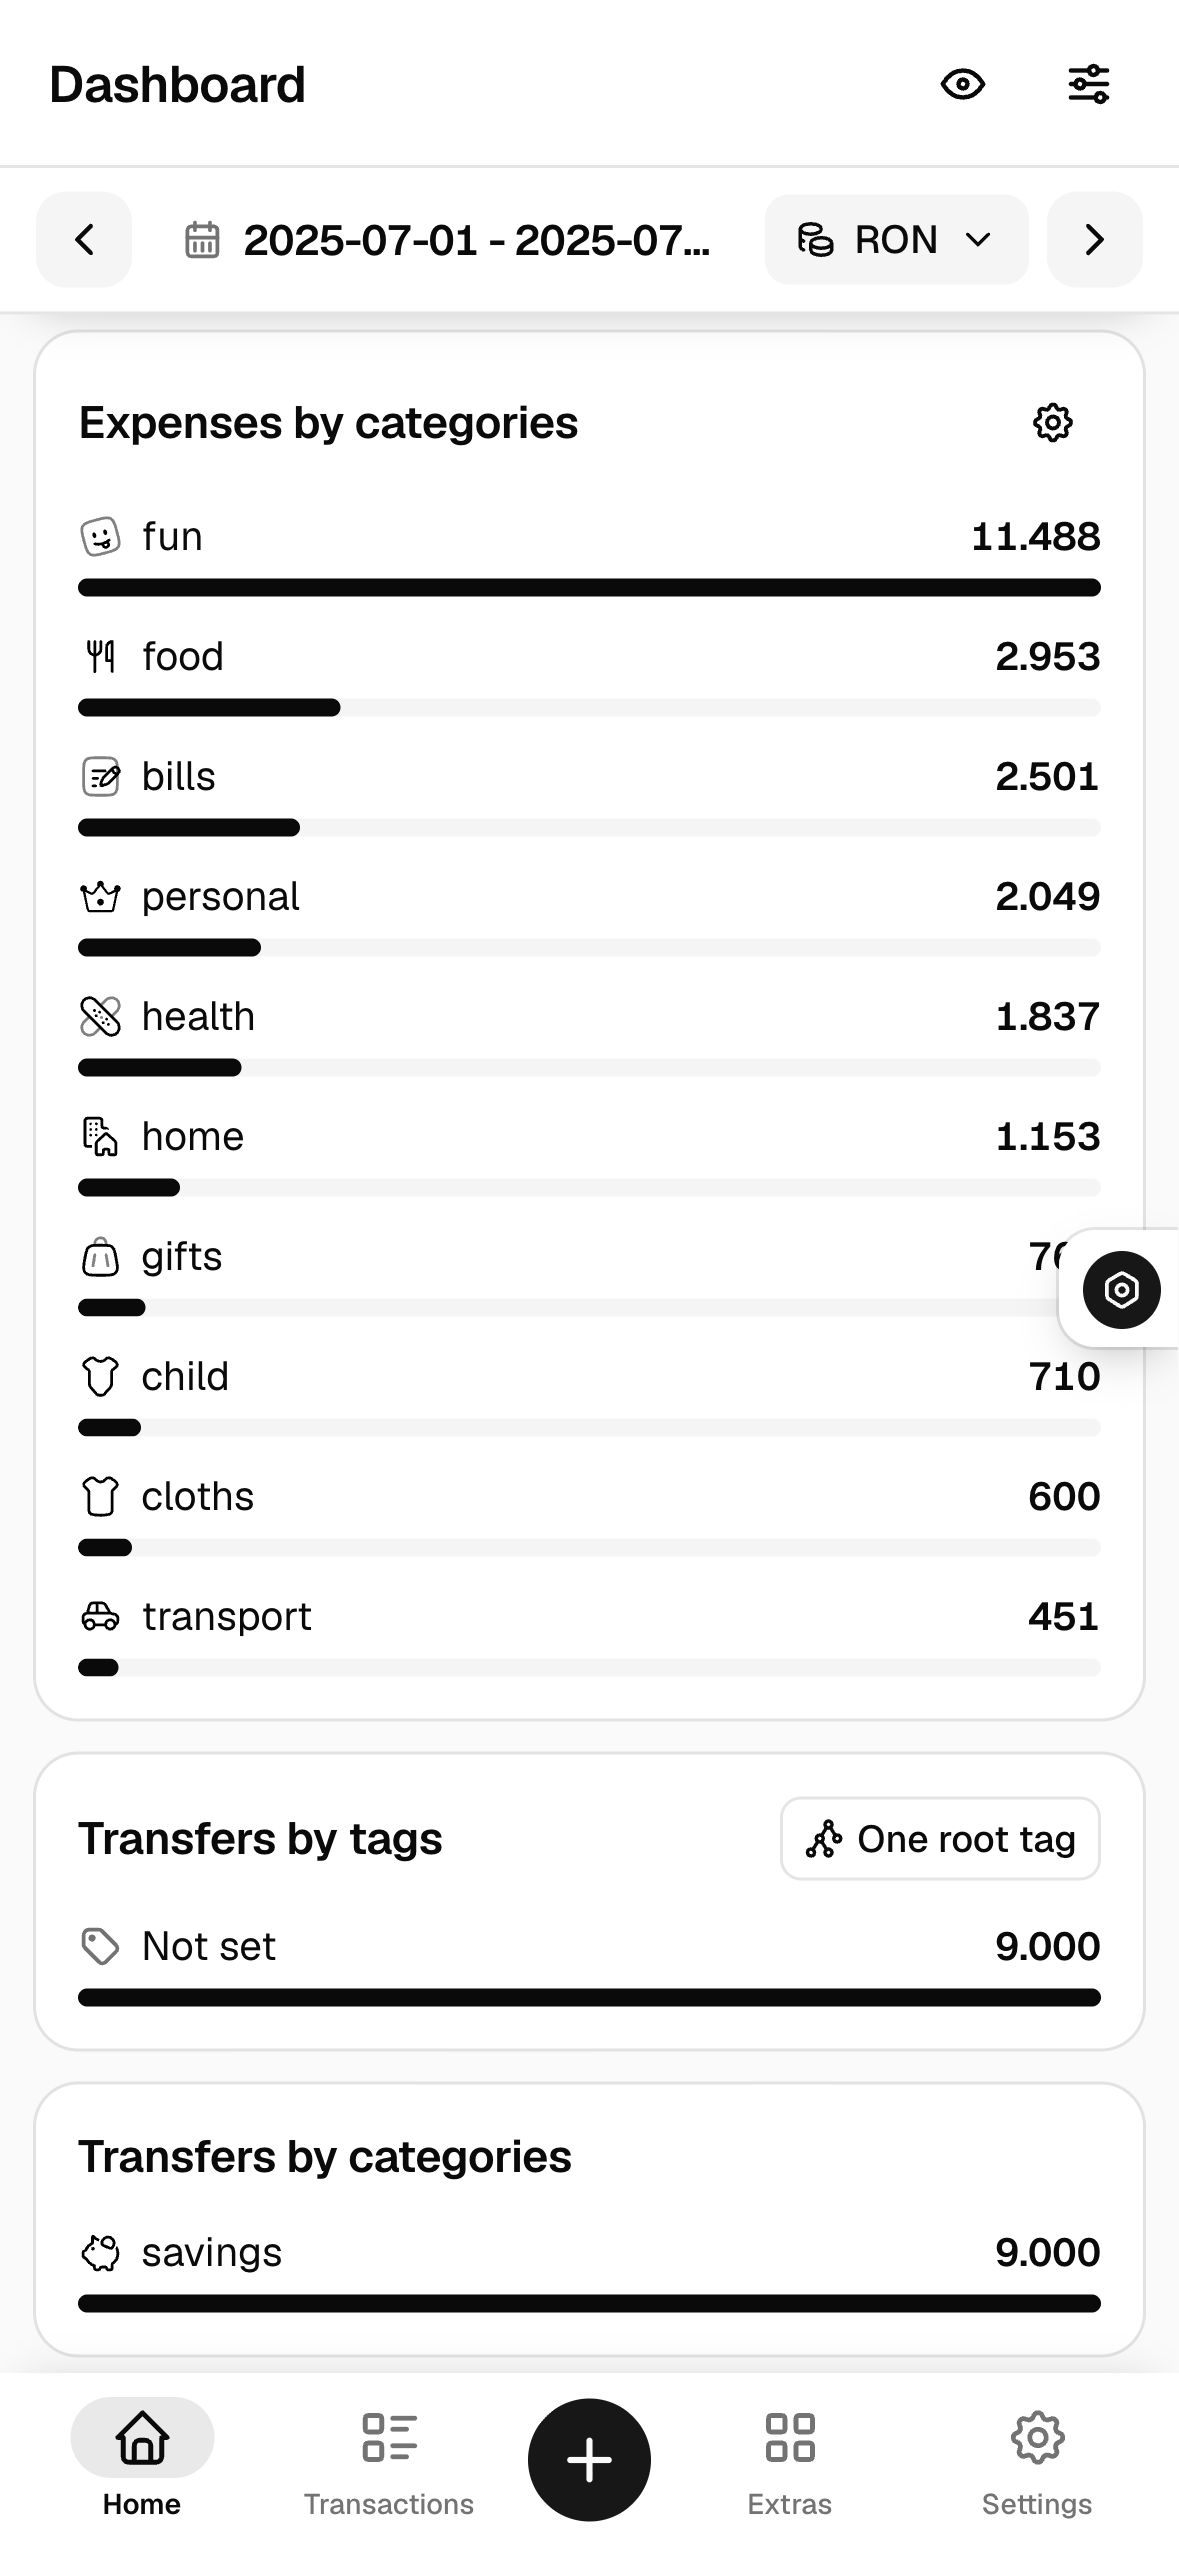 Dashboard
2025-07-01 - 2025-07...
RON
Expenses by categories
fun 11.488
food 2.953
bills 2.501
personal 2.049
health 1.837
home 1.153
gifts
child 710
cloths 600
transport 451
Transfers by tags
One root tag
Not set 9.000
Transfers by categories
savings 9.000
Home Transactions Extras Settings